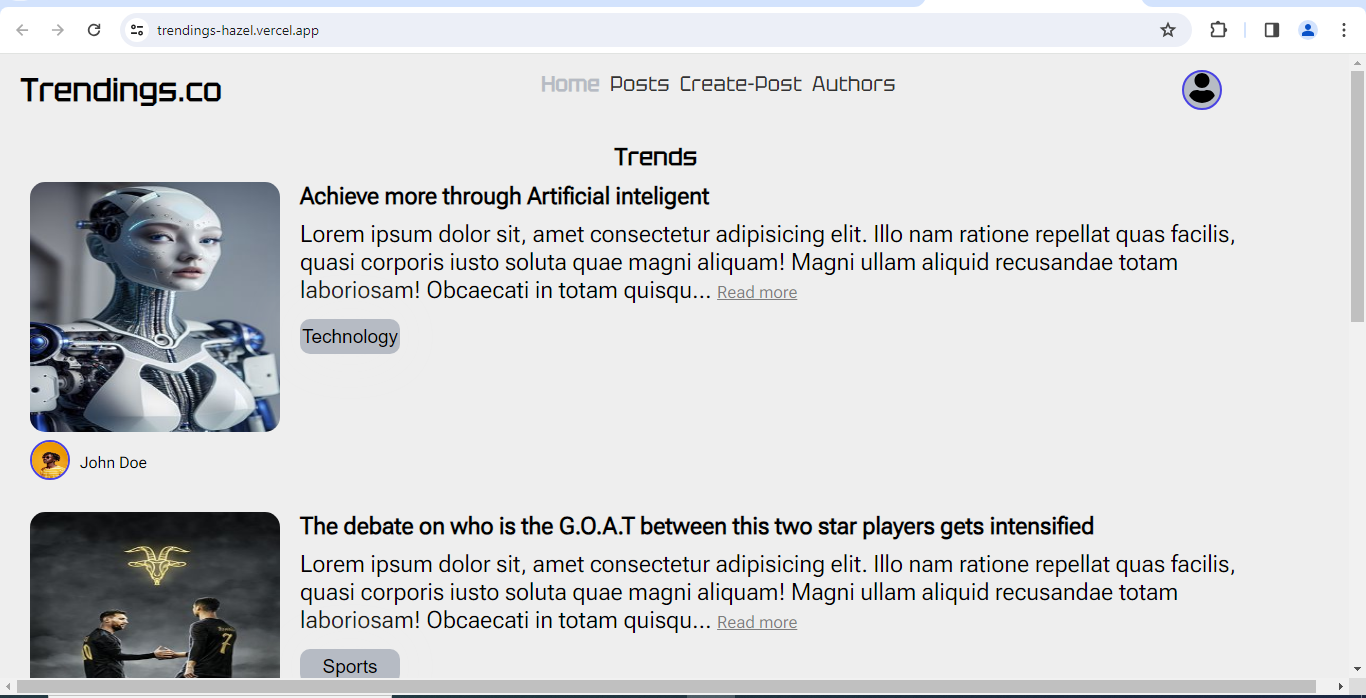 trendings-hazel.vercel.app
Trendings.co
Home Posts Create-Post Authors
Trends
Achieve more through Artificial inteligent
Lorem ipsum dolor sit, amet consectetur adipisicing elit. Illo nam ratione repellat quas facilis,
quasi corporis iusto soluta quae magni aliquam! Magni ullam aliquid recusandae totam
laboriosam! Obcaecati in totam quisqu... Read more
Technology
John Doe
The debate on who is the G.O.A.T between this two star players gets intensified
Lorem ipsum dolor sit, amet consectetur adipisicing elit. Illo nam ratione repellat quas facilis,
quasi corporis iusto soluta quae magni aliquam! Magni ullam aliquid recusandae totam
laboriosam! Obcaecati in totam quisqu... Read more
10
7
Sports